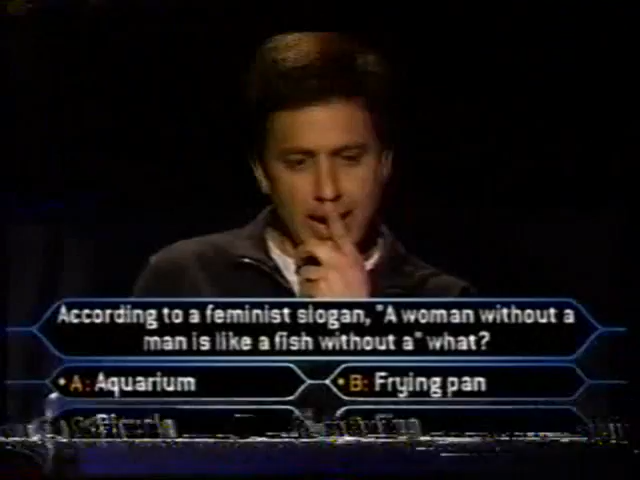 According to a feminist slogan, "A woman without a
man is like a fish without a" what?
A: Aquarium
B: Frying pan